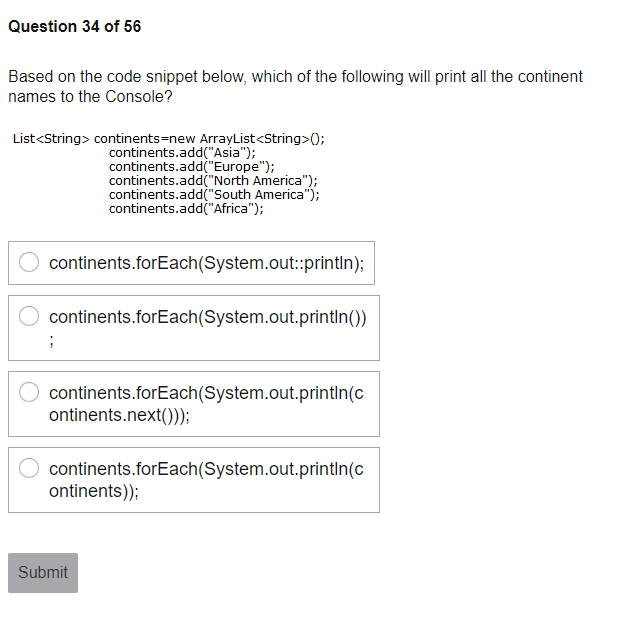 Question 34 of 56
Based on the code snippet below, which of the following will print all the continent
names to the Console?
List<String> continents=new ArrayList<String>();
continents.add("Asia");
continents.add("Europe");
continents.add("North America");
continents.add("South America");
continents.add("Africa");
continents.forEach(System.out::println);
continents.forEach(System.out.println())
;
continents.forEach(System.out.println(c
ontinents.next()));
continents.forEach(System.out.println(c
ontinents));
Submit